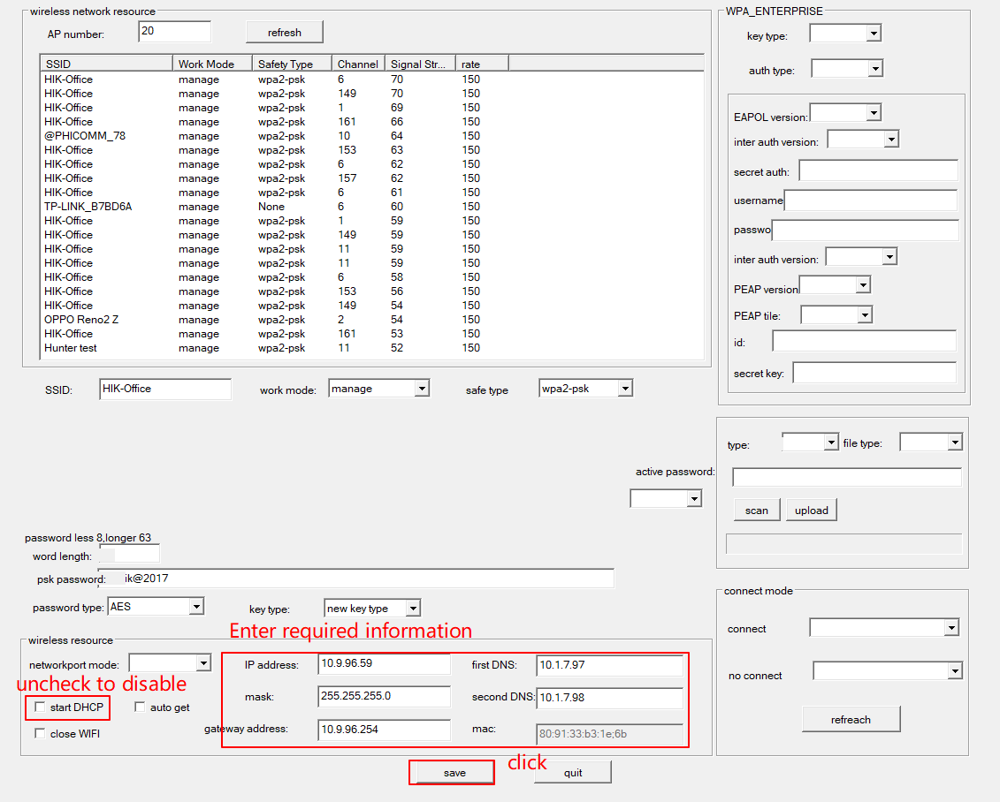 wireless network resource
AP number: 20 refresh
SSID Work Mode Safety Type Channel Signal Str... rate
HIK-Office manage wpa2-psk 6 70 150
HIK-Office manage wpa2-psk 149 70 150
HIK-Office manage wpa2-psk 1 69 150
HIK-Office manage wpa2-psk 161 66 150
@PHICOMM_78 manage wpa2-psk 10 64 150
HIK-Office manage wpa2-psk 153 63 150
HIK-Office manage wpa2-psk 6 62 150
HIK-Office manage wpa2-psk 157 62 150
HIK-Office manage wpa2-psk 6 61 150
TP-LINK_B7BD6A manage None 6 60 150
HIK-Office manage wpa2-psk 1 59 150
HIK-Office manage wpa2-psk 149 59 150
HIK-Office manage wpa2-psk 11 59 150
HIK-Office manage wpa2-psk 11 59 150
HIK-Office manage wpa2-psk 6 58 150
HIK-Office manage wpa2-psk 153 56 150
HIK-Office manage wpa2-psk 149 54 150
OPPO Reno2 Z manage wpa2-psk 2 54 150
HIK-Office manage wpa2-psk 161 53 150
Hunter test manage wpa2-psk 11 52 150
SSID: HIK-Office work mode: manage safe type wpa2-psk
password less 8,longer 63
word length:
psk password: ik@2017
password type: AES key type: new key type
Enter required information
wireless resource
networkport mode:
IP address: 10.9.96.59 first DNS: 10.1.7.97
uncheck to disable
mask: 255.255.255.0 second DNS: 10.1.7.98
start DHCP auto get
gateway address: 10.9.96.254 mac: 80:91:33:b3:1e;6b
close WIFI
save click quit
WPA_ENTERPRISE
key type:
auth type:
EAPOL version:
inter auth version:
secret auth:
username
passwo
inter auth version:
PEAP version
PEAP tile:
id:
secret key:
type: file type:
active password:
scan upload
connect mode
connect
no connect
refreach